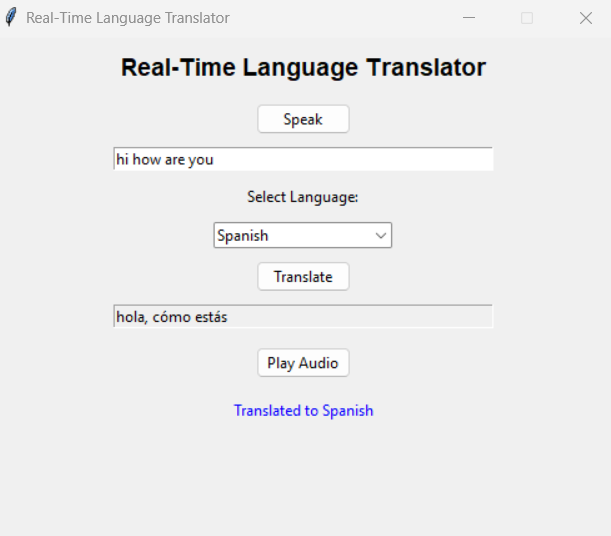 Real-Time Language Translator
Real-Time Language Translator
Speak
hi how are you
Select Language:
Spanish
Translate
hola, cómo estás
Play Audio
Translated to Spanish